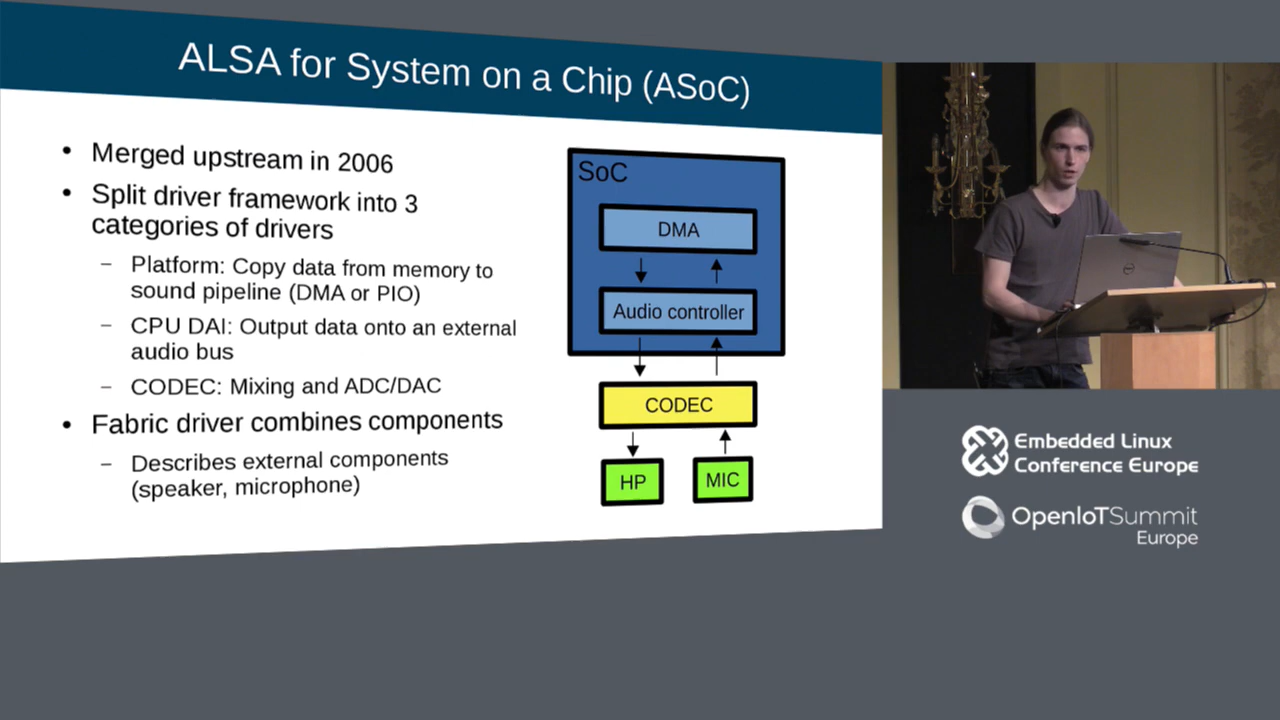 ALSA for System on a Chip (ASoC)
• Merged upstream in 2006
• Split driver framework into 3
categories of drivers
– Platform: Copy data from memory to
sound pipeline (DMA or PIO)
– CPU DAI: Output data onto an external
audio bus
– CODEC: Mixing and ADC/DAC
• Fabric driver combines components
– Describes external components
(speaker, microphone)
SoC
DMA
Audio controller
CODEC
HP
MIC
Embedded Linux
Conference Europe
OpenIoTSummit
Europe